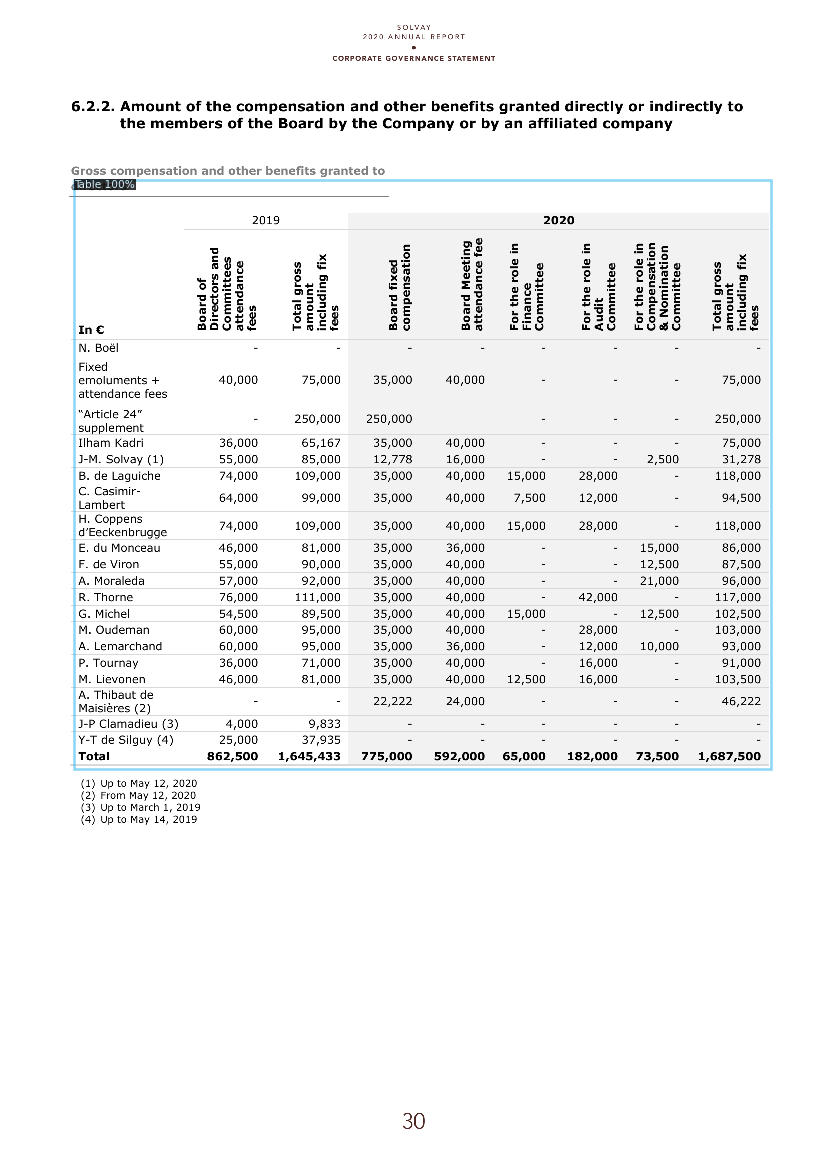 SOLVAY
2020 ANNUAL REPORT
CORPORATE GOVERNANCE STATEMENT
6.2.2. Amount of the compensation and other benefits granted directly or indirectly to
the members of the Board by the Company or by an affiliated company
Gross compensation and other benefits granted to
Table 100%
2019 2020
In € Board of Directors and Committees attendance fees Total gross amount including fix fees Board fixed compensation Board Meeting attendance fee For the role in Finance Committee For the role in Audit Committee For the role in Compensation & Nomination Committee Total gross amount including fix fees
N. Boël - - - - - - - -
Fixed
emoluments + 40,000 75,000 35,000 40,000 - - - 75,000
attendance fees
“Article 24” - 250,000 250,000 250,000
supplement
Ilham Kadri 36,000 65,167 35,000 40,000 - - - 75,000
J-M. Solvay (1) 55,000 85,000 12,778 16,000 - - 2,500 31,278
B. de Laguiche 74,000 109,000 35,000 40,000 15,000 28,000 - 118,000
C. Casimir-
Lambert 64,000 99,000 35,000 40,000 7,500 12,000 - 94,500
H. Coppens
d’Eeckenbrugge 74,000 109,000 35,000 40,000 15,000 28,000 - 118,000
E. du Monceau 46,000 81,000 35,000 36,000 - - 15,000 86,000
F. de Viron 55,000 90,000 35,000 40,000 - - 12,500 87,500
A. Moraleda 57,000 92,000 35,000 40,000 - - 21,000 96,000
R. Thorne 76,000 111,000 35,000 40,000 - 42,000 - 117,000
G. Michel 54,500 89,500 35,000 40,000 15,000 - 12,500 102,500
M. Oudeman 60,000 95,000 35,000 40,000 - 28,000 - 103,000
A. Lemarchand 60,000 95,000 35,000 36,000 - 12,000 10,000 93,000
P. Tournay 36,000 71,000 35,000 40,000 - 16,000 - 91,000
M. Lievonen 46,000 81,000 35,000 40,000 12,500 16,000 - 103,500
A. Thibaut de
Maisières (2) - - 22,222 24,000 - - - 46,222
J-P Clamadieu (3) 4,000 9,833 - - - - - -
Y-T de Silguy (4) 25,000 37,935 - - - - - -
Total 862,500 1,645,433 775,000 592,000 65,000 182,000 73,500 1,687,500
(1) Up to May 12, 2020
(2) From May 12, 2020
(3) Up to March 1, 2019
(4) Up to May 14, 2019
30